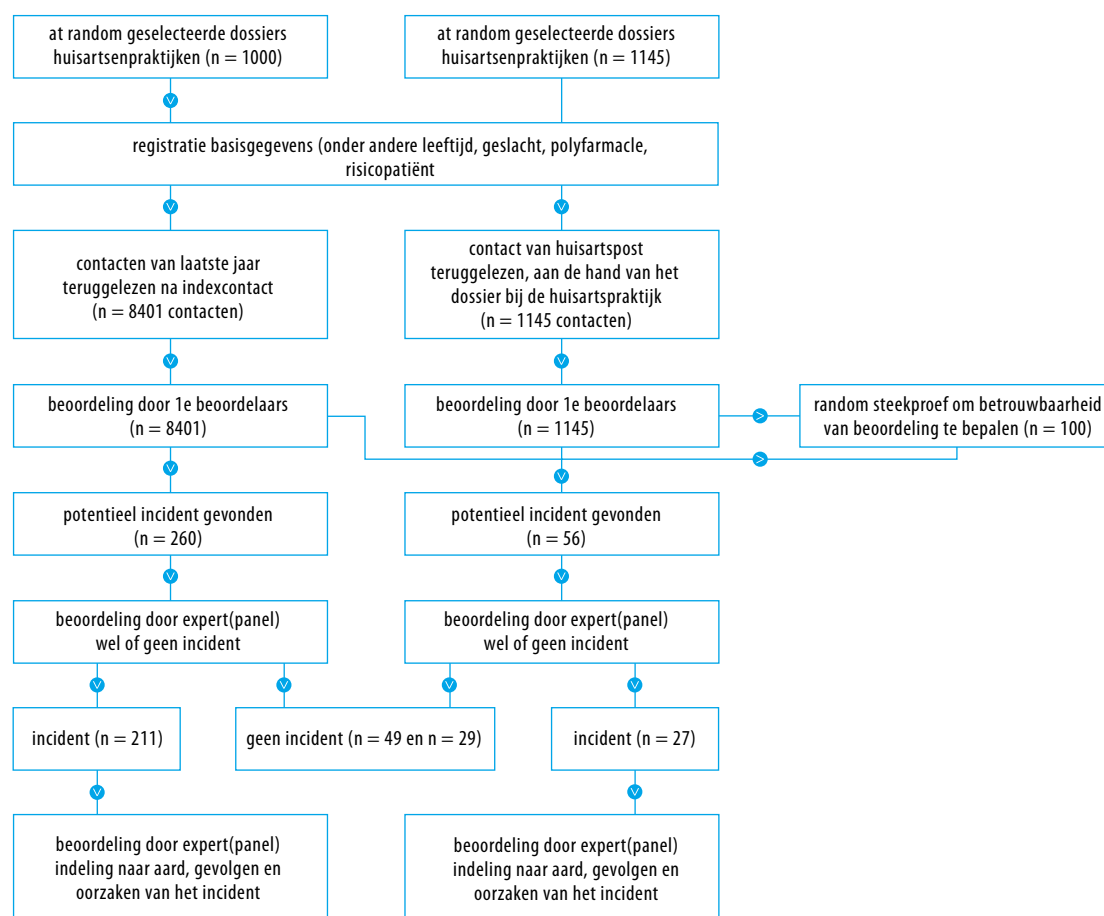 at random geselecteerde dossiers
huisartsenpraktijken (n = 1000)
at random geselecteerde dossiers
huisartsenpraktijken (n = 1145)
registratie basisgegevens (onder andere leeftijd, geslacht, polyfarmacle,
risicopatiënt
contacten van laatste jaar
teruggelezen na indexcontact
(n = 8401 contacten)
contact van huisartspost
teruggelezen, aan de hand van het
dossier bij de huisartspraktijk
(n = 1145 contacten)
beoordeling door 1e beoordelaars
(n = 8401)
beoordeling door 1e beoordelaars
(n = 1145)
random steekproef om betrouwbaarheid
van beoordeling te bepalen (n = 100)
potentieel incident gevonden
(n = 260)
potentieel incident gevonden
(n = 56)
beoordeling door expert(panel)
wel of geen incident
beoordeling door expert(panel)
wel of geen incident
incident (n = 211)
geen incident (n = 49 en n = 29)
incident (n = 27)
beoordeling door expert(panel)
indeling naar aard, gevolgen en
oorzaken van het incident
beoordeling door expert(panel)
indeling naar aard, gevolgen en
oorzaken van het incident